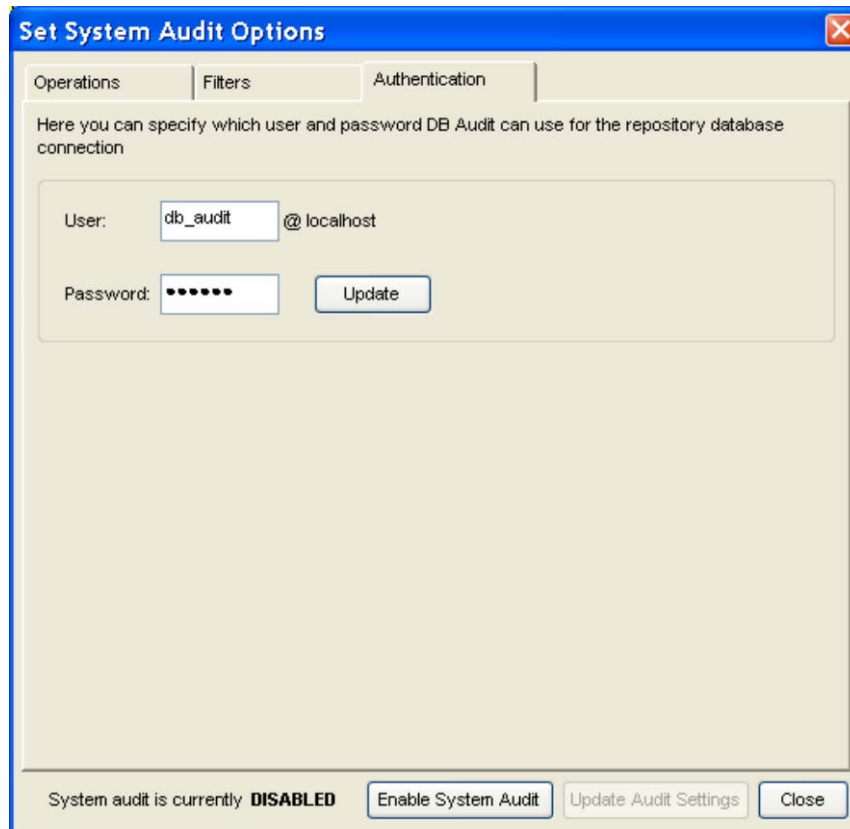 Set System Audit Options
Operations Filters Authentication
Here you can specify which user and password DB Audit can use for the repository database
connection
User: db_audit @ localhost
Password: •••••• Update
System audit is currently DISABLED Enable System Audit Update Audit Settings Close